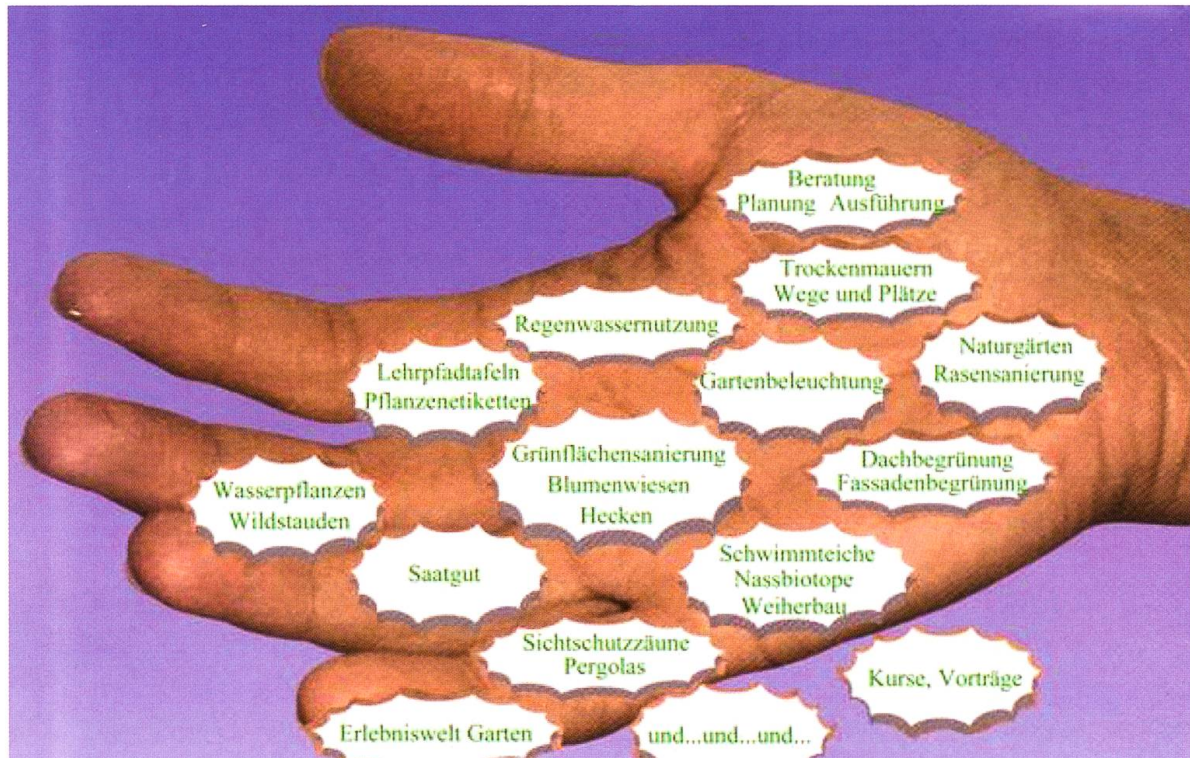 Beratung
Planung Ausführung
Trockenmauern
Wege und Plätze
Regenwassernutzung
Naturgärten
Rasensanierung
Lehrpfadtafeln
Pflanzenetiketten
Gartenbeleuchtung
Grünflächensanierung
Blumenwiesen
Hecken
Dachbegrünung
Fassadenbegrünung
Wasserpflanzen
Wildstauden
Saatgut
Schwimmteiche
Nassbiotope
Weiherbau
Sichtschutzzäune
Pergolas
Kurse, Vorträge
Erlebniswelt Garten
und...und...und...